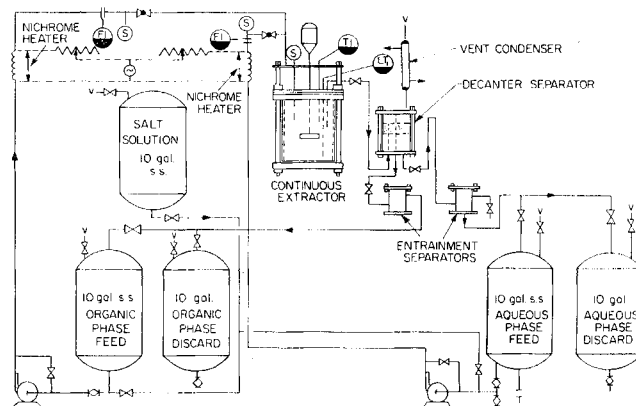 FI
S
S
FI
NICHROME
HEATER
NICHROME
HEATER
S
TI
LT
V
VENT CONDENSER
DECANTER SEPARATOR
V
SALT
SOLUTION
10 gal.
s.s.
CONTINUOUS
EXTRACTOR
ENTRAINMENT
SEPARATORS
V
V
V
V
10 gal s.s
ORGANIC
PHASE
FEED
10 gal.
ORGANIC
PHASE
DISCARD
10 gal. s.s
AQUEOUS
PHASE
FEED
10 gal
AQUEOUS
PHASE
DISCARD